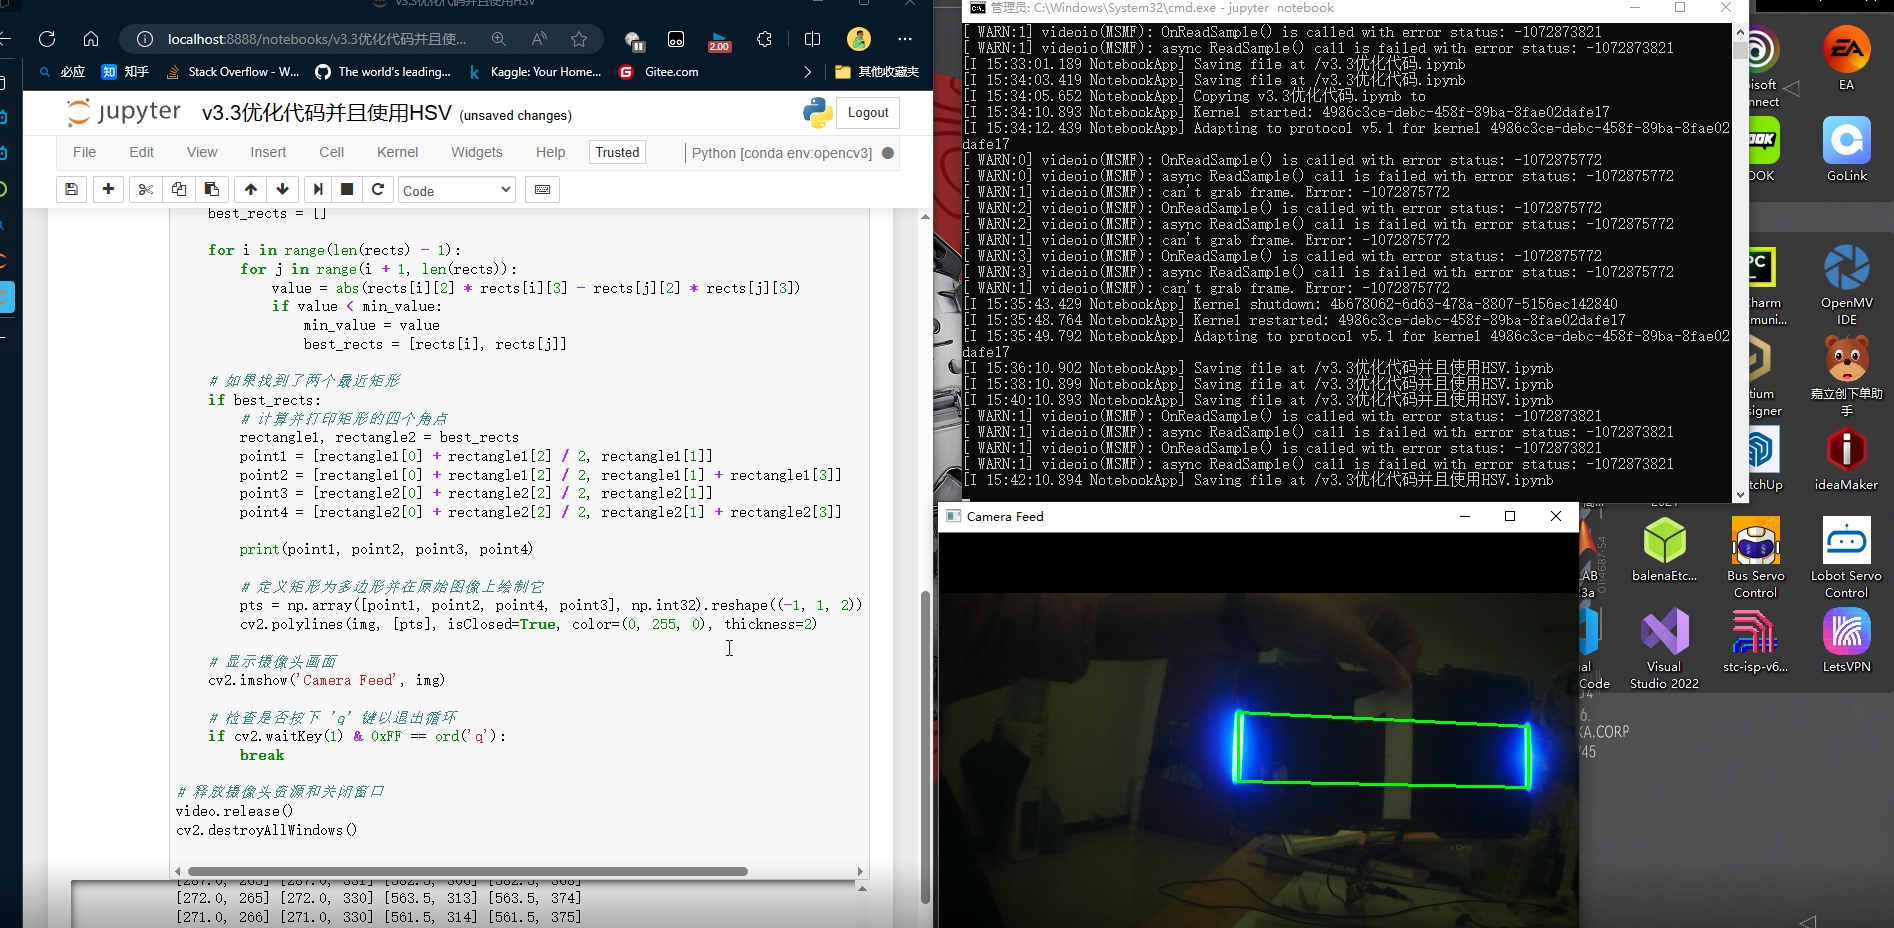 v3.3优化代码并且使用HSV
localhost:8888/notebooks/v3.3优化代码并且使...
2.00
必应
知乎
Stack Overflow - W...
The world's leading...
Kaggle: Your Home...
Gitee.com
其他收藏夹
jupyter v3.3优化代码并且使用HSV (unsaved changes)
Logout
File Edit View Insert Cell Kernel Widgets Help Trusted Python [conda env:opencv3]
Code
best_rects = []
for i in range(len(rects) - 1):
for j in range(i + 1, len(rects)):
value = abs(rects[i][2] * rects[i][3] - rects[j][2] * rects[j][3])
if value < min_value:
min_value = value
best_rects = [rects[i], rects[j]]
# 如果找到了两个最近矩形
if best_rects:
# 计算并打印矩形的四个角点
rectangle1, rectangle2 = best_rects
point1 = [rectangle1[0] + rectangle1[2] / 2, rectangle1[1]]
point2 = [rectangle1[0] + rectangle1[2] / 2, rectangle1[1] + rectangle1[3]]
point3 = [rectangle2[0] + rectangle2[2] / 2, rectangle2[1]]
point4 = [rectangle2[0] + rectangle2[2] / 2, rectangle2[1] + rectangle2[3]]
print(point1, point2, point3, point4)
# 定义矩形为多边形并在原始图像上绘制它
pts = np.array([point1, point2, point4, point3], np.int32).reshape((-1, 1, 2))
cv2.polylines(img, [pts], isClosed=True, color=(0, 255, 0), thickness=2)
# 显示摄像头画面
cv2.imshow('Camera Feed', img)
# 检查是否按下 'q' 键以退出循环
if cv2.waitKey(1) & 0xFF == ord('q'):
break
# 释放摄像头资源和关闭窗口
video.release()
cv2.destroyAllWindows()
[272.0, 265] [272.0, 330] [563.5, 313] [563.5, 374]
[271.0, 266] [271.0, 330] [561.5, 314] [561.5, 375]
管理员: C:\Windows\System32\cmd.exe - jupyter notebook
[ WARN:1] videoio(MSMF): OnReadSample() is called with error status: -1072873821
[ WARN:1] videoio(MSMF): async ReadSample() call is failed with error status: -1072873821
[I 15:33:01.189 NotebookApp] Saving file at /v3.3优化代码.ipynb
[I 15:34:03.419 NotebookApp] Saving file at /v3.3优化代码.ipynb
[I 15:34:05.652 NotebookApp] Copying v3.3优化代码.ipynb to
[I 15:34:10.893 NotebookApp] Kernel started: 4986c3ce-debc-458f-89ba-8fae02dafe17
[I 15:34:12.439 NotebookApp] Adapting to protocol v5.1 for kernel 4986c3ce-debc-458f-89ba-8fae02
dafe17
[ WARN:0] videoio(MSMF): OnReadSample() is called with error status: -1072875772
[ WARN:0] videoio(MSMF): async ReadSample() call is failed with error status: -1072875772
[ WARN:1] videoio(MSMF): can't grab frame. Error: -1072875772
[ WARN:2] videoio(MSMF): OnReadSample() is called with error status: -1072875772
[ WARN:2] videoio(MSMF): async ReadSample() call is failed with error status: -1072875772
[ WARN:1] videoio(MSMF): can't grab frame. Error: -1072875772
[ WARN:3] videoio(MSMF): OnReadSample() is called with error status: -1072875772
[ WARN:3] videoio(MSMF): async ReadSample() call is failed with error status: -1072875772
[ WARN:1] videoio(MSMF): can't grab frame. Error: -1072875772
[I 15:35:43.429 NotebookApp] Kernel shutdown: 4b678062-6d63-478a-8807-5156ec142840
[I 15:35:48.764 NotebookApp] Kernel restarted: 4986c3ce-debc-458f-89ba-8fae02dafe17
[I 15:35:49.792 NotebookApp] Adapting to protocol v5.1 for kernel 4986c3ce-debc-458f-89ba-8fae02
dafe17
[I 15:36:10.902 NotebookApp] Saving file at /v3.3优化代码并且使用HSV.ipynb
[I 15:38:10.899 NotebookApp] Saving file at /v3.3优化代码并且使用HSV.ipynb
[I 15:40:10.893 NotebookApp] Saving file at /v3.3优化代码并且使用HSV.ipynb
[ WARN:1] videoio(MSMF): OnReadSample() is called with error status: -1072873821
[ WARN:1] videoio(MSMF): async ReadSample() call is failed with error status: -1072873821
[ WARN:1] videoio(MSMF): OnReadSample() is called with error status: -1072873821
[ WARN:1] videoio(MSMF): async ReadSample() call is failed with error status: -1072873821
[I 15:42:10.894 NotebookApp] Saving file at /v3.3优化代码并且使用HSV.ipynb
Camera Feed
EA
GoLink
OpenMV
IDE
嘉立创下单助
手
ideaMaker
balenaEtc...
Bus Servo
Control
Lobot Servo
Control
Visual
Studio 2022
stc-isp-v6...
LetsVPN